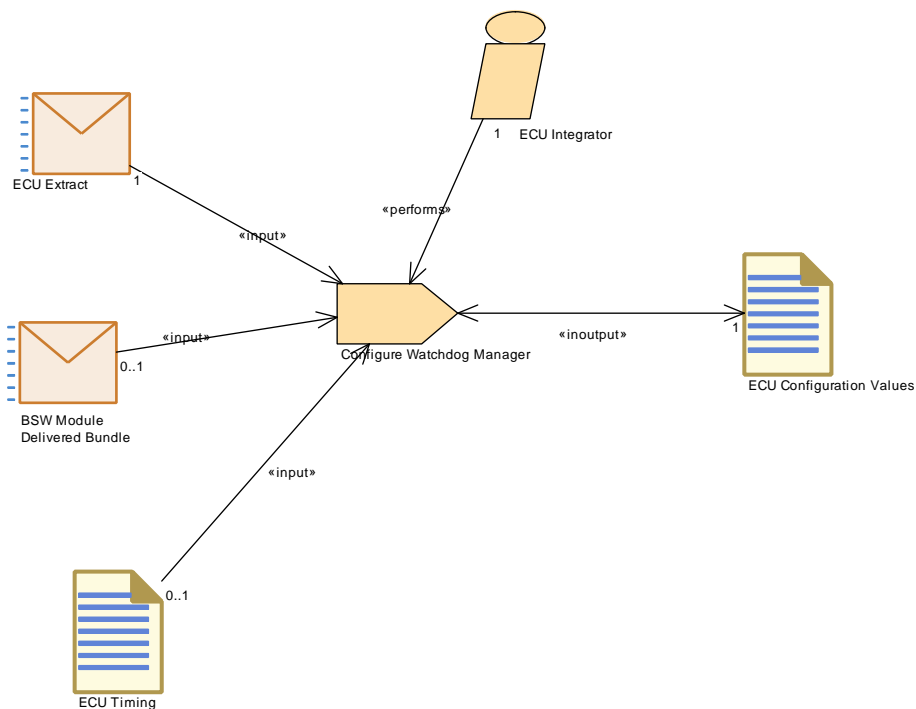 1
ECU Integrator
ECU Extract
1
«performs»
«input»
«input»
0..1
Configure Watchdog Manager
«inoutput»
1
ECU Configuration Values
BSW Module
Delivered Bundle
«input»
0..1
ECU Timing